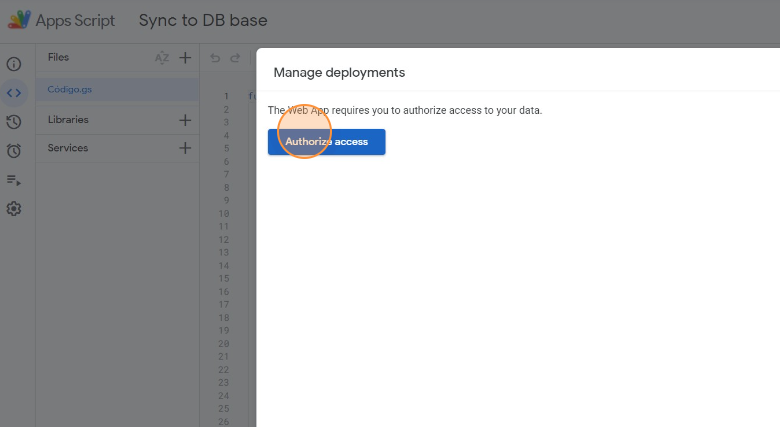 Apps Script Sync to DB base
Files
AZ
Código.gs
Libraries
Services
1 fu
2
3
4
5
6
7
8
9
10
11
12
13
14
15
16
17
18
19
20
21
22
23
24
25
26
Manage deployments
The Web App requires you to authorize access to your data.
Authorize access